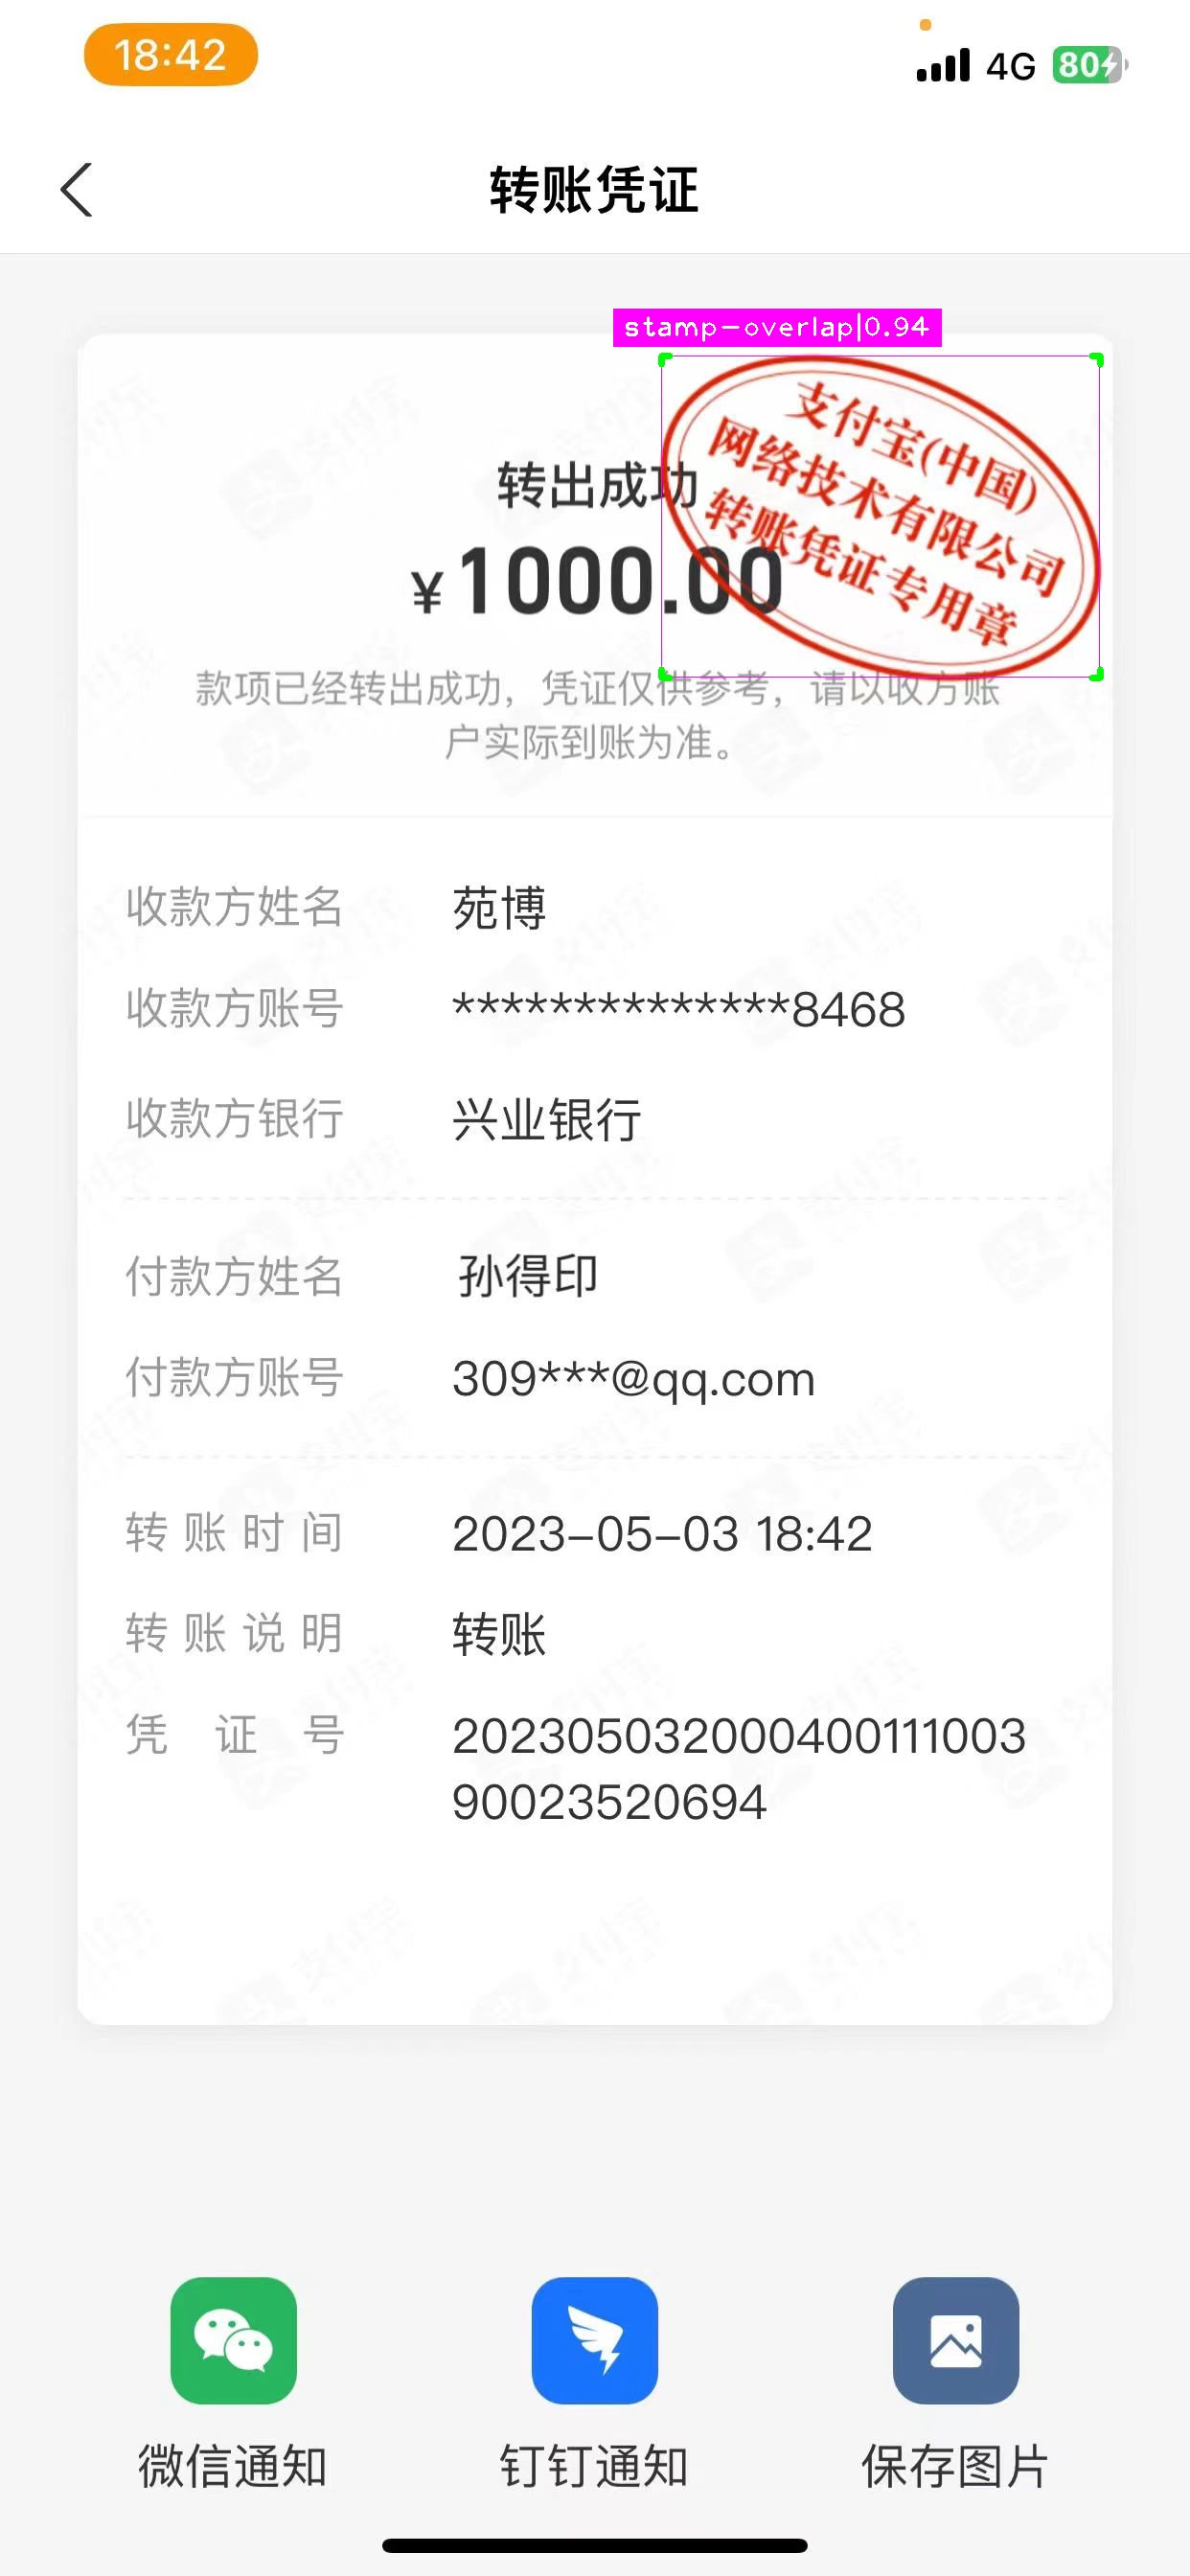 18:42
4G 80
转账凭证
stamp-overlap|0.94
支付宝(中国)
网络技术有限公司
转账凭证专用章
转出成功
¥1000.00
款项已经转出成功，凭证仅供参考，请以收方账
户实际到账为准。
收款方姓名 苑博
收款方账号 **************8468
收款方银行 兴业银行
付款方姓名 孙得印
付款方账号 309***@qq.com
转账时间 2023-05-03 18:42
转账说明 转账
凭证号 2023050320000400111003
90023520694
微信通知 钉钉通知 保存图片